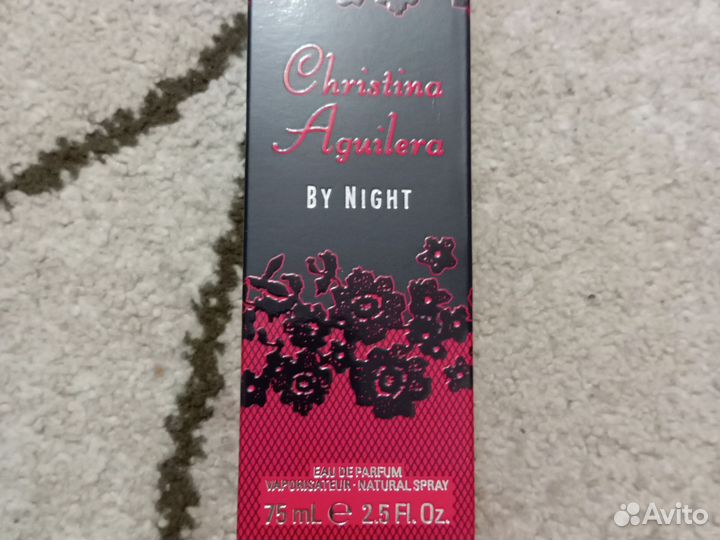 Christina
Aguilera
BY NIGHT
EAU DE PARFUM
VAPORISATEUR · NATURAL SPRAY
75 mL ℮ 2.5 Fl. Oz.
Avito